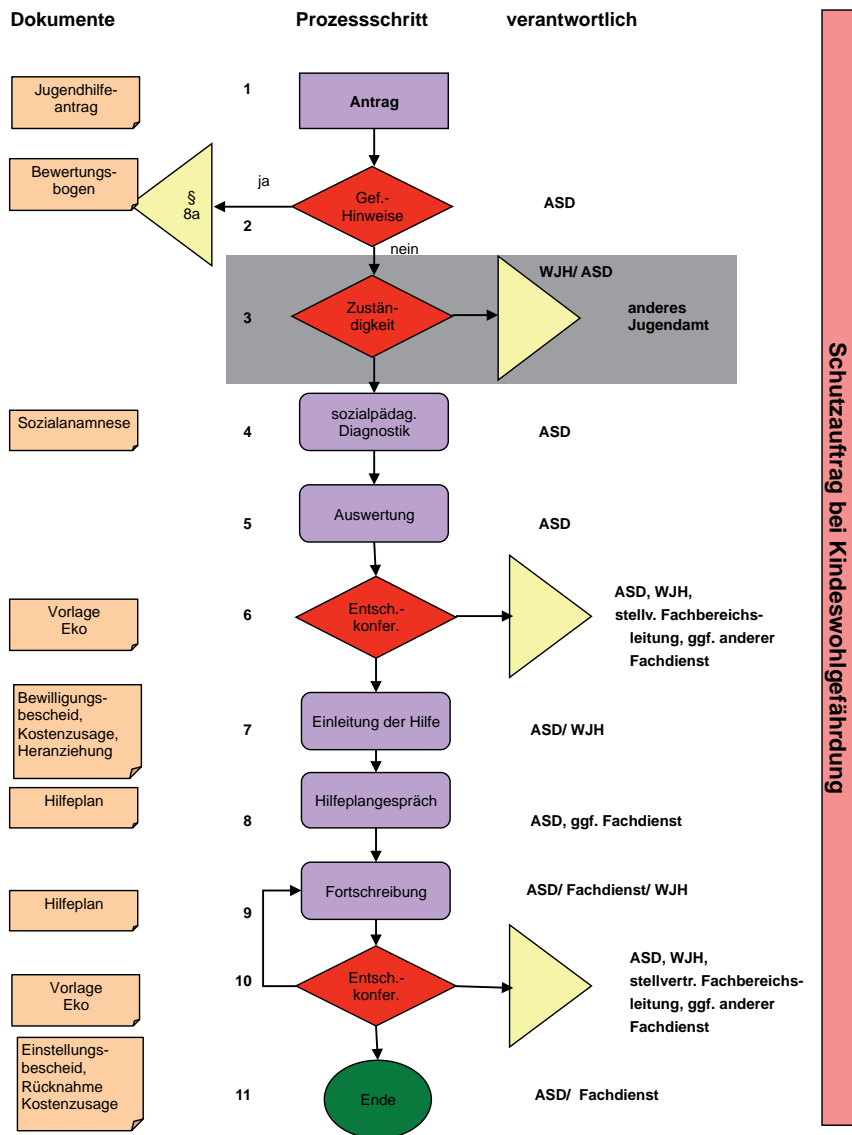 Dokumente
Prozessschritt
verantwortlich
Jugendhilfe-
antrag
1
Antrag
Bewertungs-
bogen
§
8a
ja
2
Gef.-
Hinweise
ASD
nein
3
Zustän-
digkeit
WJH/ ASD
anderes
Jugendamt
Sozialanamnese
4
sozialpädag.
Diagnostik
ASD
5
Auswertung
ASD
Vorlage
Eko
6
Entsch.-
konfer.
ASD, WJH,
stellv. Fachbereichs-
leitung, ggf. anderer
Fachdienst
Bewilligungs-
bescheid,
Kostenzusage,
Heranziehung
7
Einleitung der Hilfe
ASD/ WJH
Hilfeplan
8
Hilfeplangespräch
ASD, ggf. Fachdienst
Hilfeplan
9
Fortschreibung
ASD/ Fachdienst/ WJH
Vorlage
Eko
10
Entsch.-
konfer.
ASD, WJH,
stellvertr. Fachbereichs-
leitung, ggf. anderer
Fachdienst
Einstellungs-
bescheid,
Rücknahme
Kostenzusage
11
Ende
ASD/ Fachdienst
Schutzauftrag bei Kindeswohlgefährdung